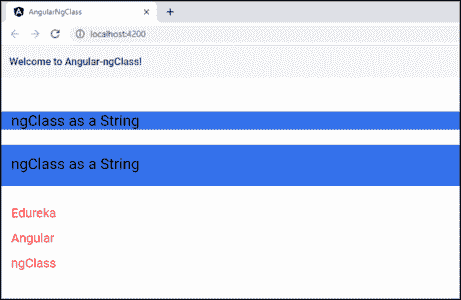 AngularNgClass
localhost:4200
Welcome to Angular-ngClass!
ngClass as a String
ngClass as a String
Edureka
Angular
ngClass